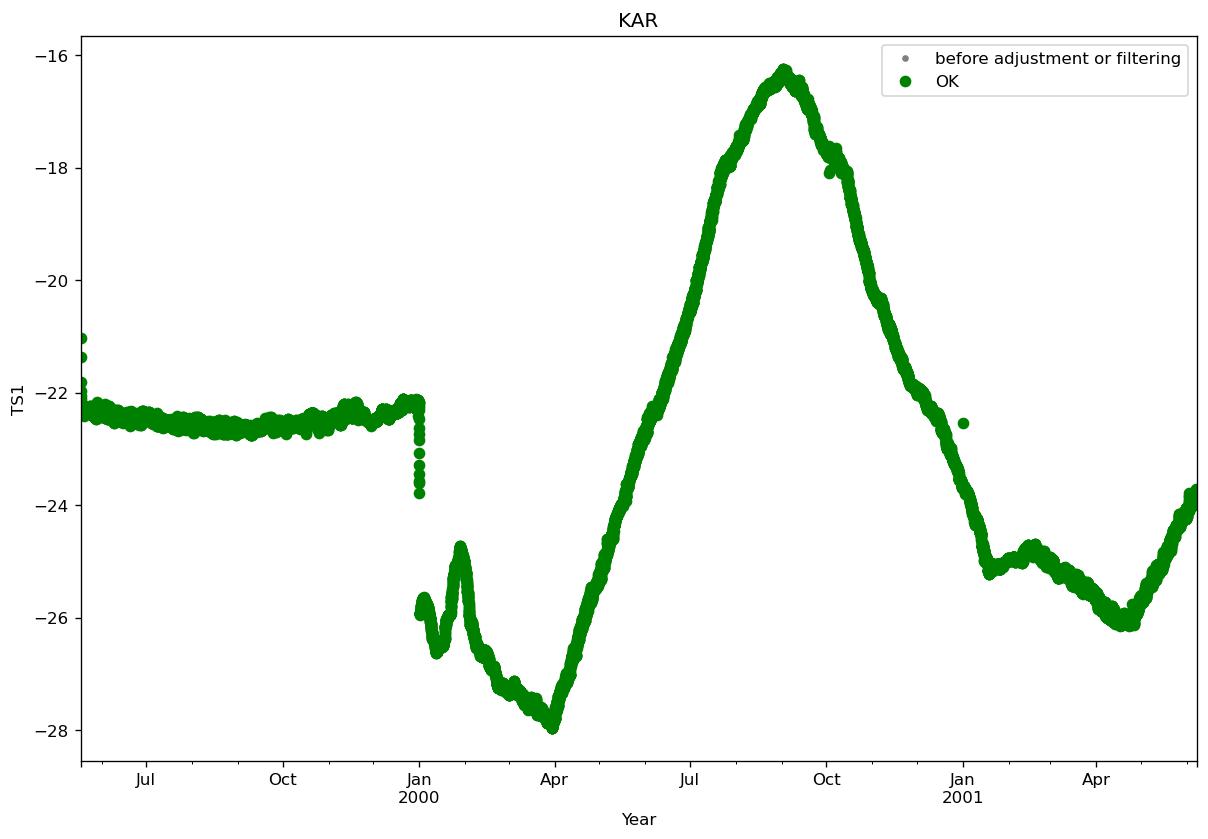 KAR
before adjustment or filtering
OK
TS1
−16
−18
−20
−22
−24
−26
−28
Jul
Oct
Jan
2000
Apr
Jul
Oct
Jan
2001
Apr
Year